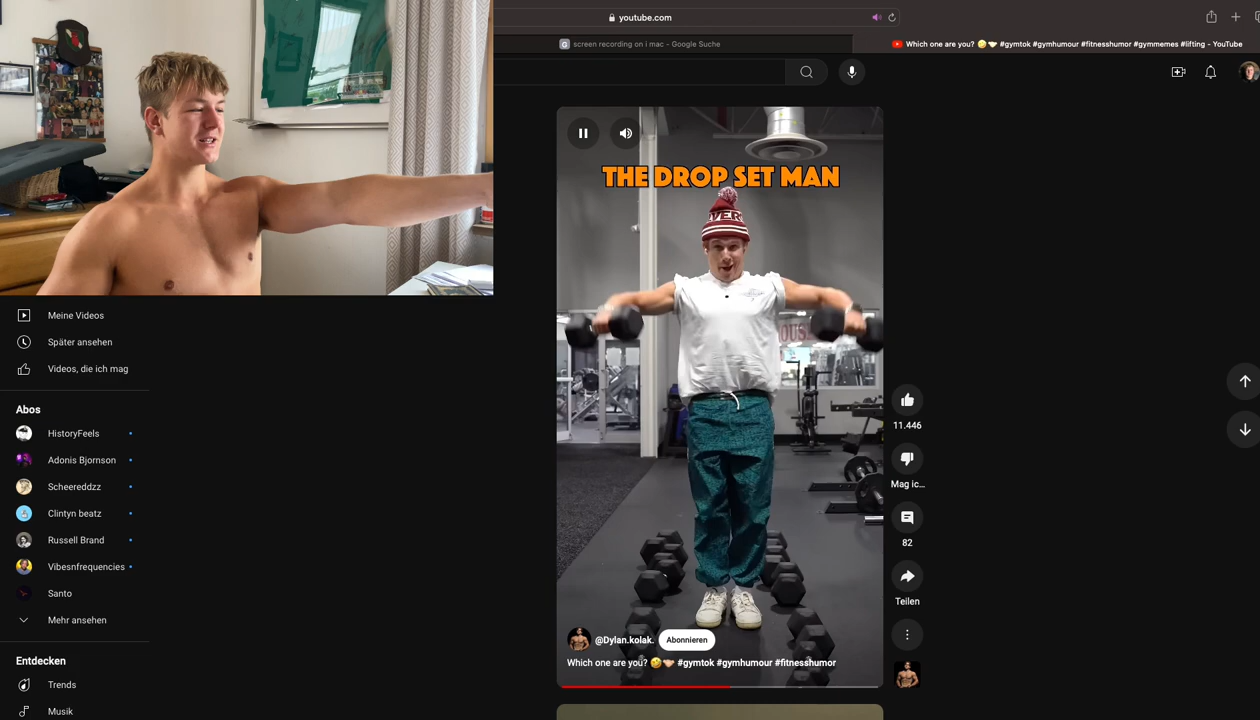 youtube.com
screen recording on i mac - Google Suche
Which one are you? 🤣🤝 #gymtok #gymhumour #fitnesshumor #gymmemes #lifting - YouTube
THE DROP SET MAN
EVER
Meine Videos
Später ansehen
Videos, die ich mag
Abos
HistoryFeels
Adonis Bjornson
Scheereddzz
Clintyn beatz
Russell Brand
Vibesnfrequencies
Santo
Mehr ansehen
Entdecken
Trends
Musik
11.446
Mag ic...
82
Teilen
@Dylan.kolak.
Abonnieren
Which one are you? 🤣🤝 #gymtok #gymhumour #fitnesshumor